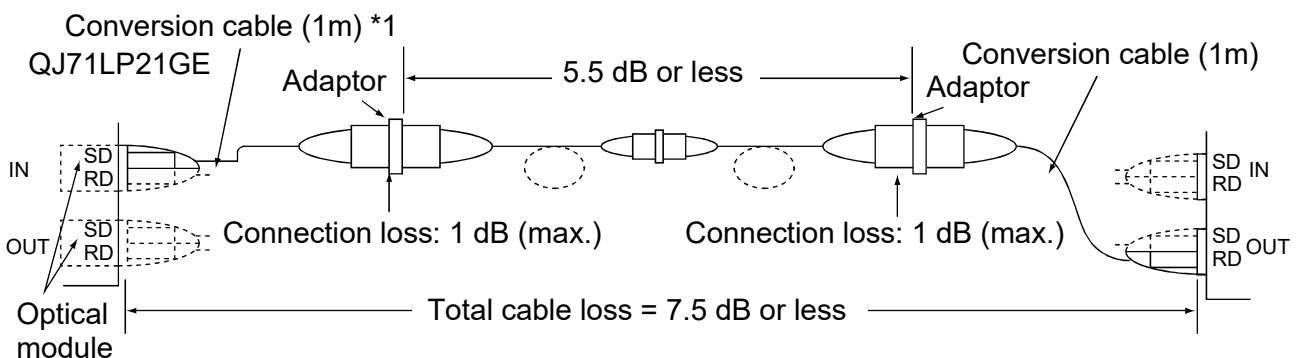 Conversion cable (1m) *1
QJ71LP21GE
Adaptor
5.5 dB or less
Conversion cable (1m)
Adaptor
IN
SD
RD
SD
RD
IN
OUT
SD
RD
Connection loss: 1 dB (max.)
Connection loss: 1 dB (max.)
SD
RD
OUT
Optical
module
Total cable loss = 7.5 dB or less